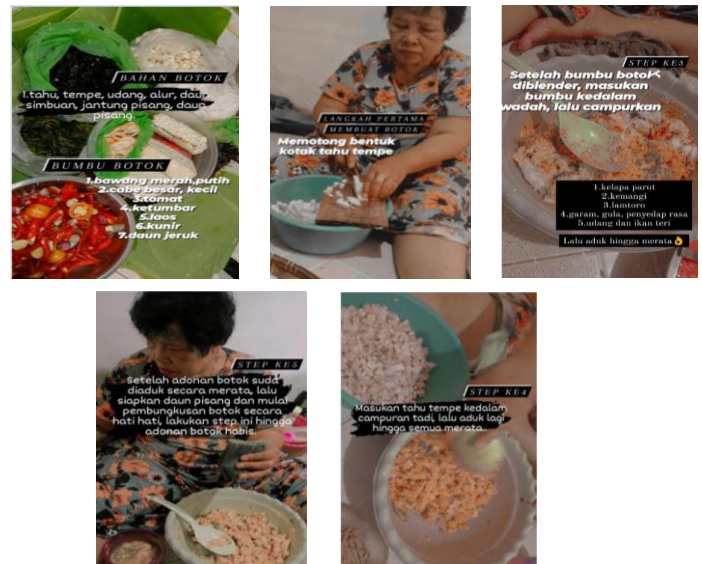 BAHAN BOTOK
1.tahu, tempe, udang, alur, daun
simbuan, jantung pisang, daun
pisang.
BUMBU BOTOK
1.bawang merah,putih
2.cabe besar, kecil
3.tomat
4.ketumbar
5.laos
6.kunir
7.daun jeruk
LANGKAH PERTAMA
MEMBUAT BOTOK
Memotong bentuk
kotak tahu tempe
STEP KE3
Setelah bumbu botok
diblender, masukan
bumbu kedalam
wadah, lalu campurkan
1.kelapa parut
2.kemangi
3.lamtoro
4.garam, gula, penyedap rasa
5.udang dan ikan teri
Lalu aduk hingga merata👌
STEP KE5
Setelah adonan botok suda
diaduk secara merata, lalu
siapkan daun pisang dan mulai
pembungkusan botok secara
hati hati, lakukan step ini hingga
adonan botok habis.
STEP KE4
Masukan tahu tempe kedalam
campuran tadi, lalu aduk lagi
hingga semua merata..